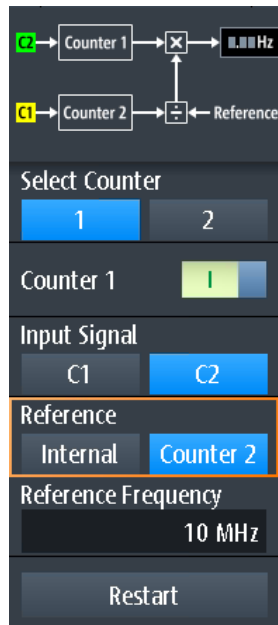 C2 Counter 1 × ▮.▮▮Hz
C1 Counter 2 ÷ Reference
Select Counter
1 2
Counter 1 I
Input Signal
C1 C2
Reference
Internal Counter 2
Reference Frequency
10 MHz
Restart